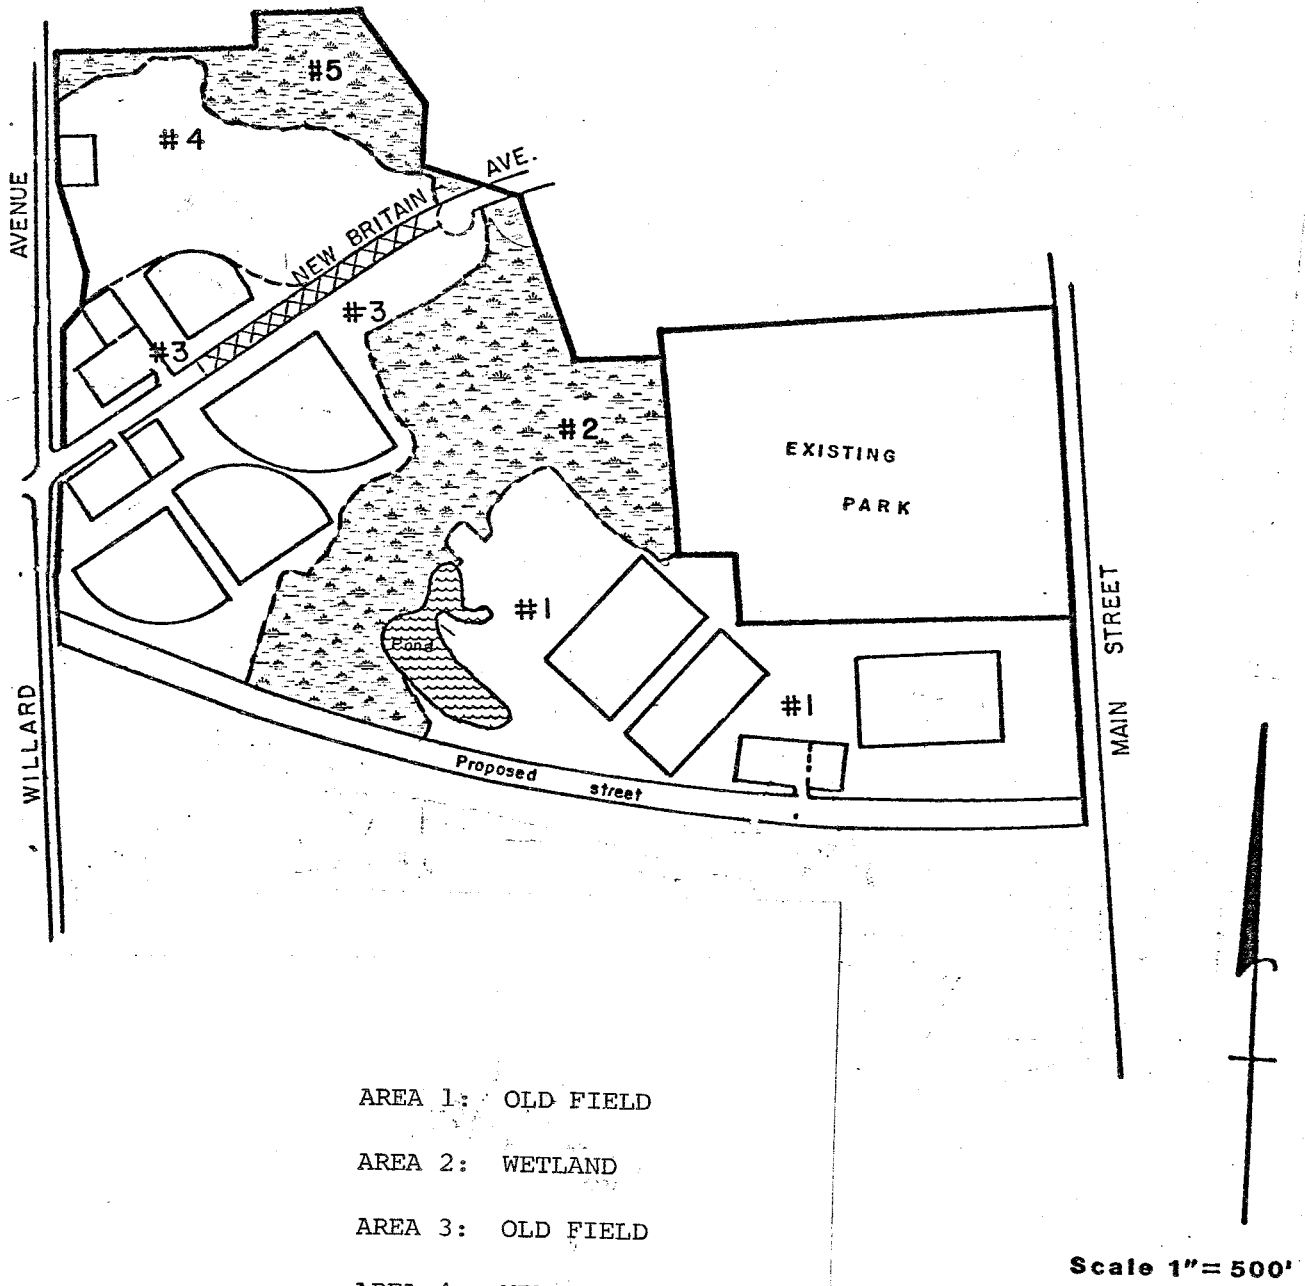 #5
#4
AVENUE
NEW BRITAIN AVE.
#3
#3
#2
EXISTING
PARK
#1
Pond
STREET
MAIN
#1
WILLARD
Proposed street
AREA 1: OLD FIELD
AREA 2: WETLAND
AREA 3: OLD FIELD
Scale 1"= 500'